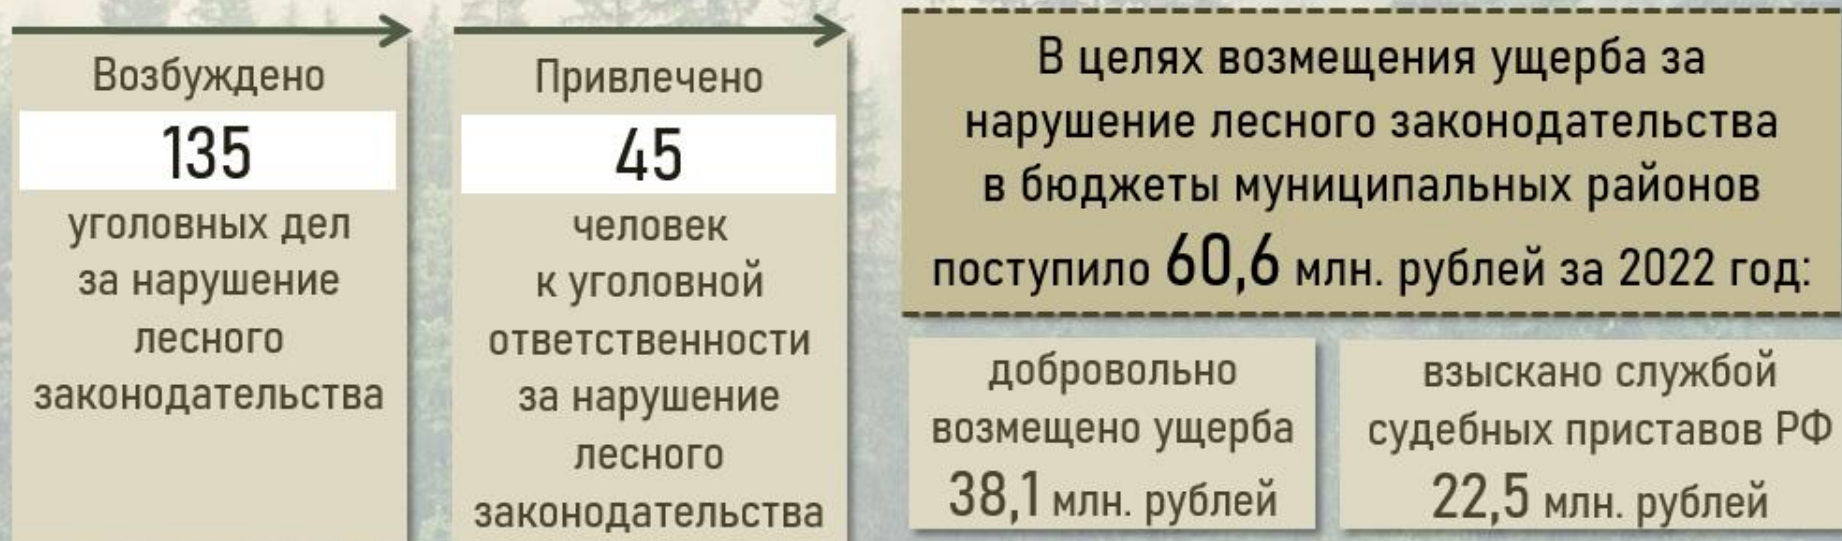 Возбуждено
135
уголовных дел
за нарушение
лесного
законодательства
Привлечено
45
человек
к уголовной
ответственности
за нарушение
лесного
законодательства
В целях возмещения ущерба за
нарушение лесного законодательства
в бюджеты муниципальных районов
поступило 60,6 млн. рублей за 2022 год:
добровольно
возмещено ущерба
38,1 млн. рублей
взыскано службой
судебных приставов РФ
22,5 млн. рублей